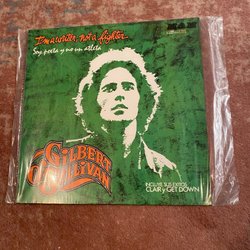 I'm a writer, not a fighter...
Soy poeta y no un atleta
GILBERT
O'SULLIVAN
INCLUYE SUS EXITOS
CLAIR y GET DOWN